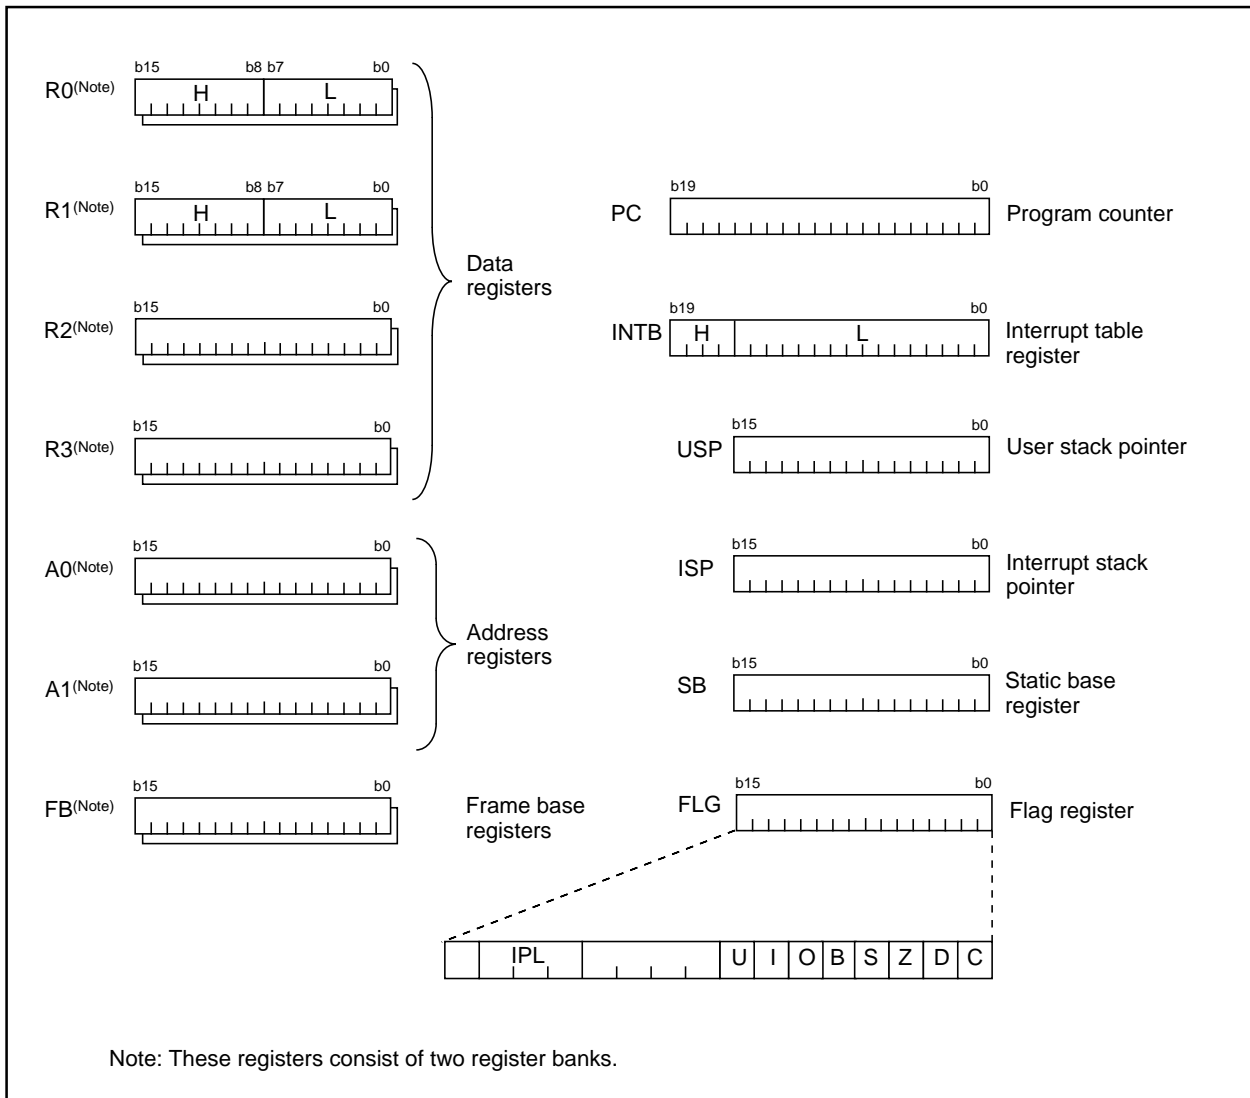 b15 b8 b7 b0
R0(Note) H L
b15 b8 b7 b0
R1(Note) H L
b15 b0
R2(Note)
b15 b0
R3(Note)
Data
registers
b15 b0
A0(Note)
b15 b0
A1(Note)
Address
registers
b15 b0
FB(Note)
Frame base
registers
b19 b0
PC Program counter
b19 b0
INTB H L Interrupt table
register
b15 b0
USP User stack pointer
b15 b0
ISP Interrupt stack
pointer
b15 b0
SB Static base
register
b15 b0
FLG Flag register
IPL U I O B S Z D C
Note: These registers consist of two register banks.